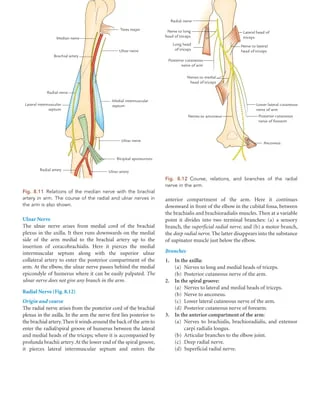 Teres major
Median nerve
Ulnar nerve
Brachial artery
Radial nerve
Lateral intermuscular
septum
Medial intermuscular
septum
Ulnar nerve
Bicipital aponeurosis
Radial artery
Ulnar artery
Fig. 8.11 Relations of the median nerve with the brachial
artery in arm. The course of the radial and ulnar nerves in
the arm is also shown.
Ulnar Nerve
The ulnar nerve arises from medial cord of the brachial
plexus in the axilla. It then runs downwards on the medial
side of the arm medial to the brachial artery up to the
insertion of coracobrachialis. Here it pierces the medial
intermuscular septum along with the superior ulnar
collateral artery to enter the posterior compartment of the
arm. At the elbow, the ulnar nerve passes behind the medial
epicondyle of humerus where it can be easily palpated. The
ulnar nerve does not give any branch in the arm.
Radial Nerve (Fig. 8.12)
Origin and course
The radial nerve arises from the posterior cord of the brachial
plexus in the axilla. In the arm the nerve first lies posterior to
the brachial artery. Then it winds around the back of the arm to
enter the radial/spiral groove of humerus between the lateral
and medial heads of the triceps; where it is accompanied by
profunda brachii artery. At the lower end of the spiral groove,
it pierces lateral intermuscular septum and enters the
Radial nerve
Nerve to long
head of triceps
Long head
of triceps
Posterior cutaneous
nerve of arm
Nerve to medial
head of triceps
Nerve to anconeus
Lateral head of
triceps
Nerve to lateral
head of triceps
Lower lateral cutaneous
nerve of arm
Posterior cutaneous
nerve of forearm
Anconeus
Fig. 8.12 Course, relations, and branches of the radial
nerve in the arm.
anterior compartment of the arm. Here it continues
downward in front of the elbow in the cubital fossa, between
the brachialis and brachioradialis muscles. Then at a variable
point it divides into two terminal branches: (a) a sensory
branch, the superficial radial nerve; and (b) a motor branch,
the deep radial nerve. The latter disappears into the substance
of supinator muscle just below the elbow.
Branches
1. In the axilla:
(a) Nerves to long and medial heads of triceps.
(b) Posterior cutaneous nerve of the arm.
2. In the spiral groove:
(a) Nerves to lateral and medial heads of triceps.
(b) Nerve to anconeus.
(c) Lower lateral cutaneous nerve of the arm.
(d) Posterior cutaneous nerve of forearm.
3. In the anterior compartment of the arm:
(a) Nerves to brachialis, brachioradialis, and extensor
carpi radialis longus.
(b) Articular branches to the elbow joint.
(c) Deep radial nerve.
(d) Superficial radial nerve.